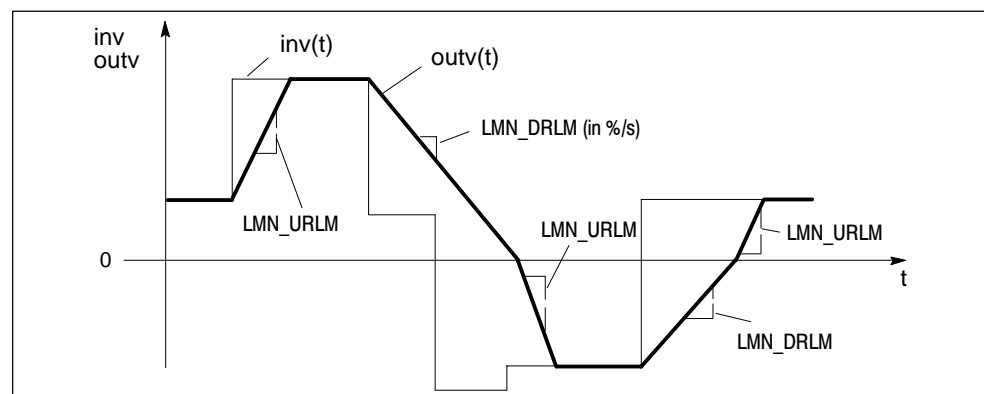 inv
outv
inv(t)
outv(t)
LMN_DRLM (in %/s)
LMN_URLM
LMN_URLM
LMN_URLM
0
t
LMN_DRLM